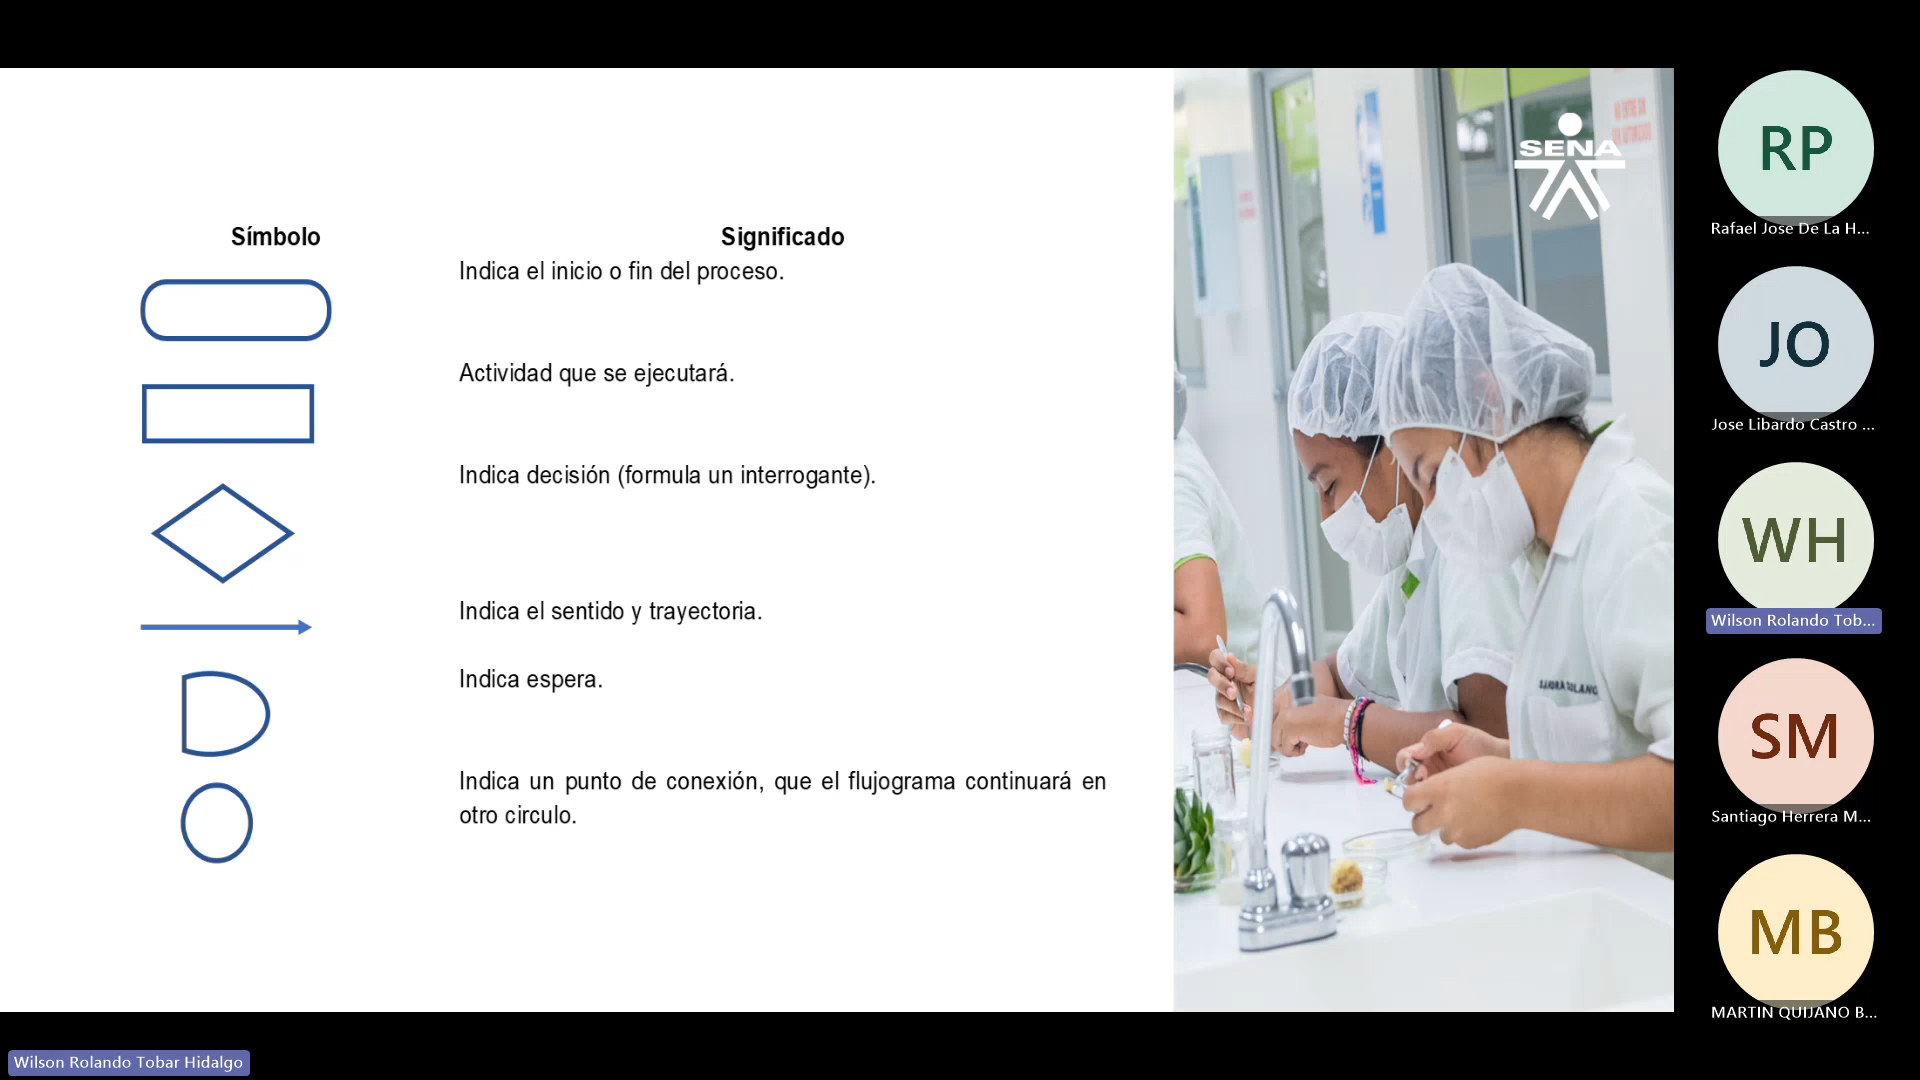 Símbolo
Significado
Indica el inicio o fin del proceso.
Actividad que se ejecutará.
Indica decisión (formula un interrogante).
Indica el sentido y trayectoria.
Indica espera.
Indica un punto de conexión, que el flujograma continuará en
otro circulo.
SENA
RP
Rafael Jose De La H...
JO
Jose Libardo Castro ...
WH
Wilson Rolando Tob...
SM
Santiago Herrera M...
MB
MARTIN QUIJANO B...
Wilson Rolando Tobar Hidalgo